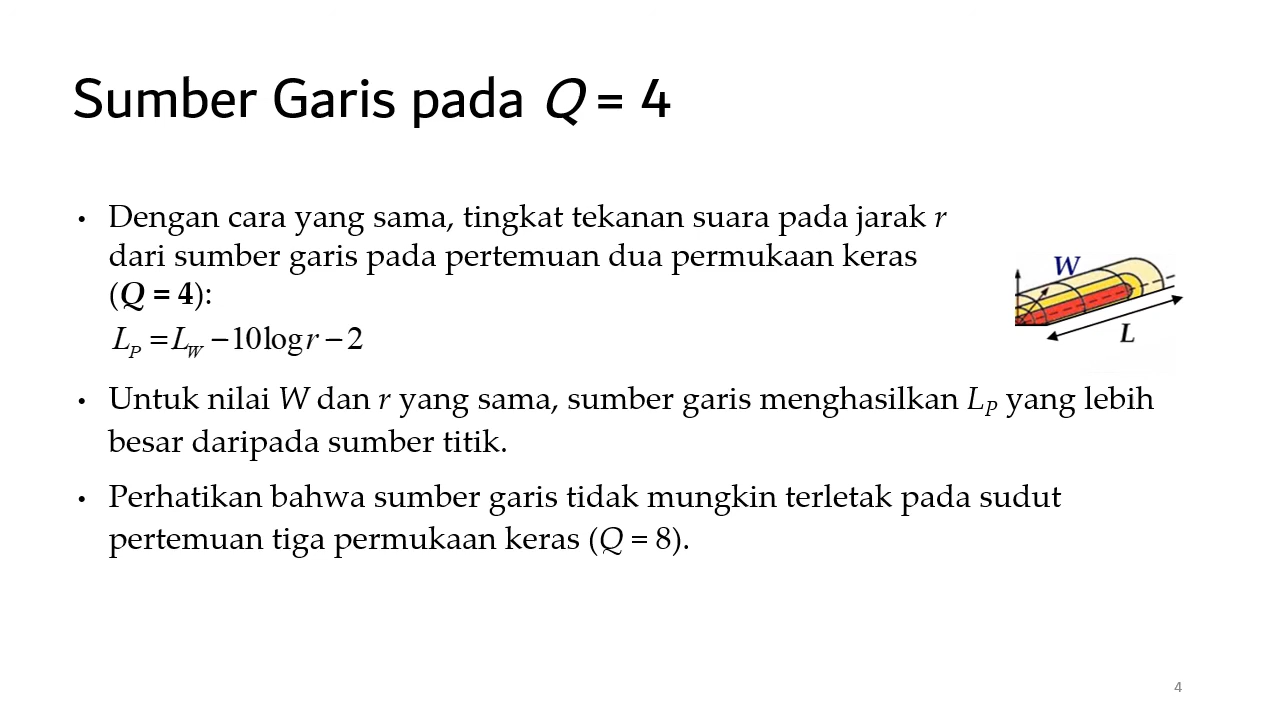 Sumber Garis pada Q = 4
• Dengan cara yang sama, tingkat tekanan suara pada jarak r
dari sumber garis pada pertemuan dua permukaan keras
(Q = 4):
L_P = L_W − 10 log r − 2
W
L
• Untuk nilai W dan r yang sama, sumber garis menghasilkan L_P yang lebih
besar daripada sumber titik.
• Perhatikan bahwa sumber garis tidak mungkin terletak pada sudut
pertemuan tiga permukaan keras (Q = 8).
4